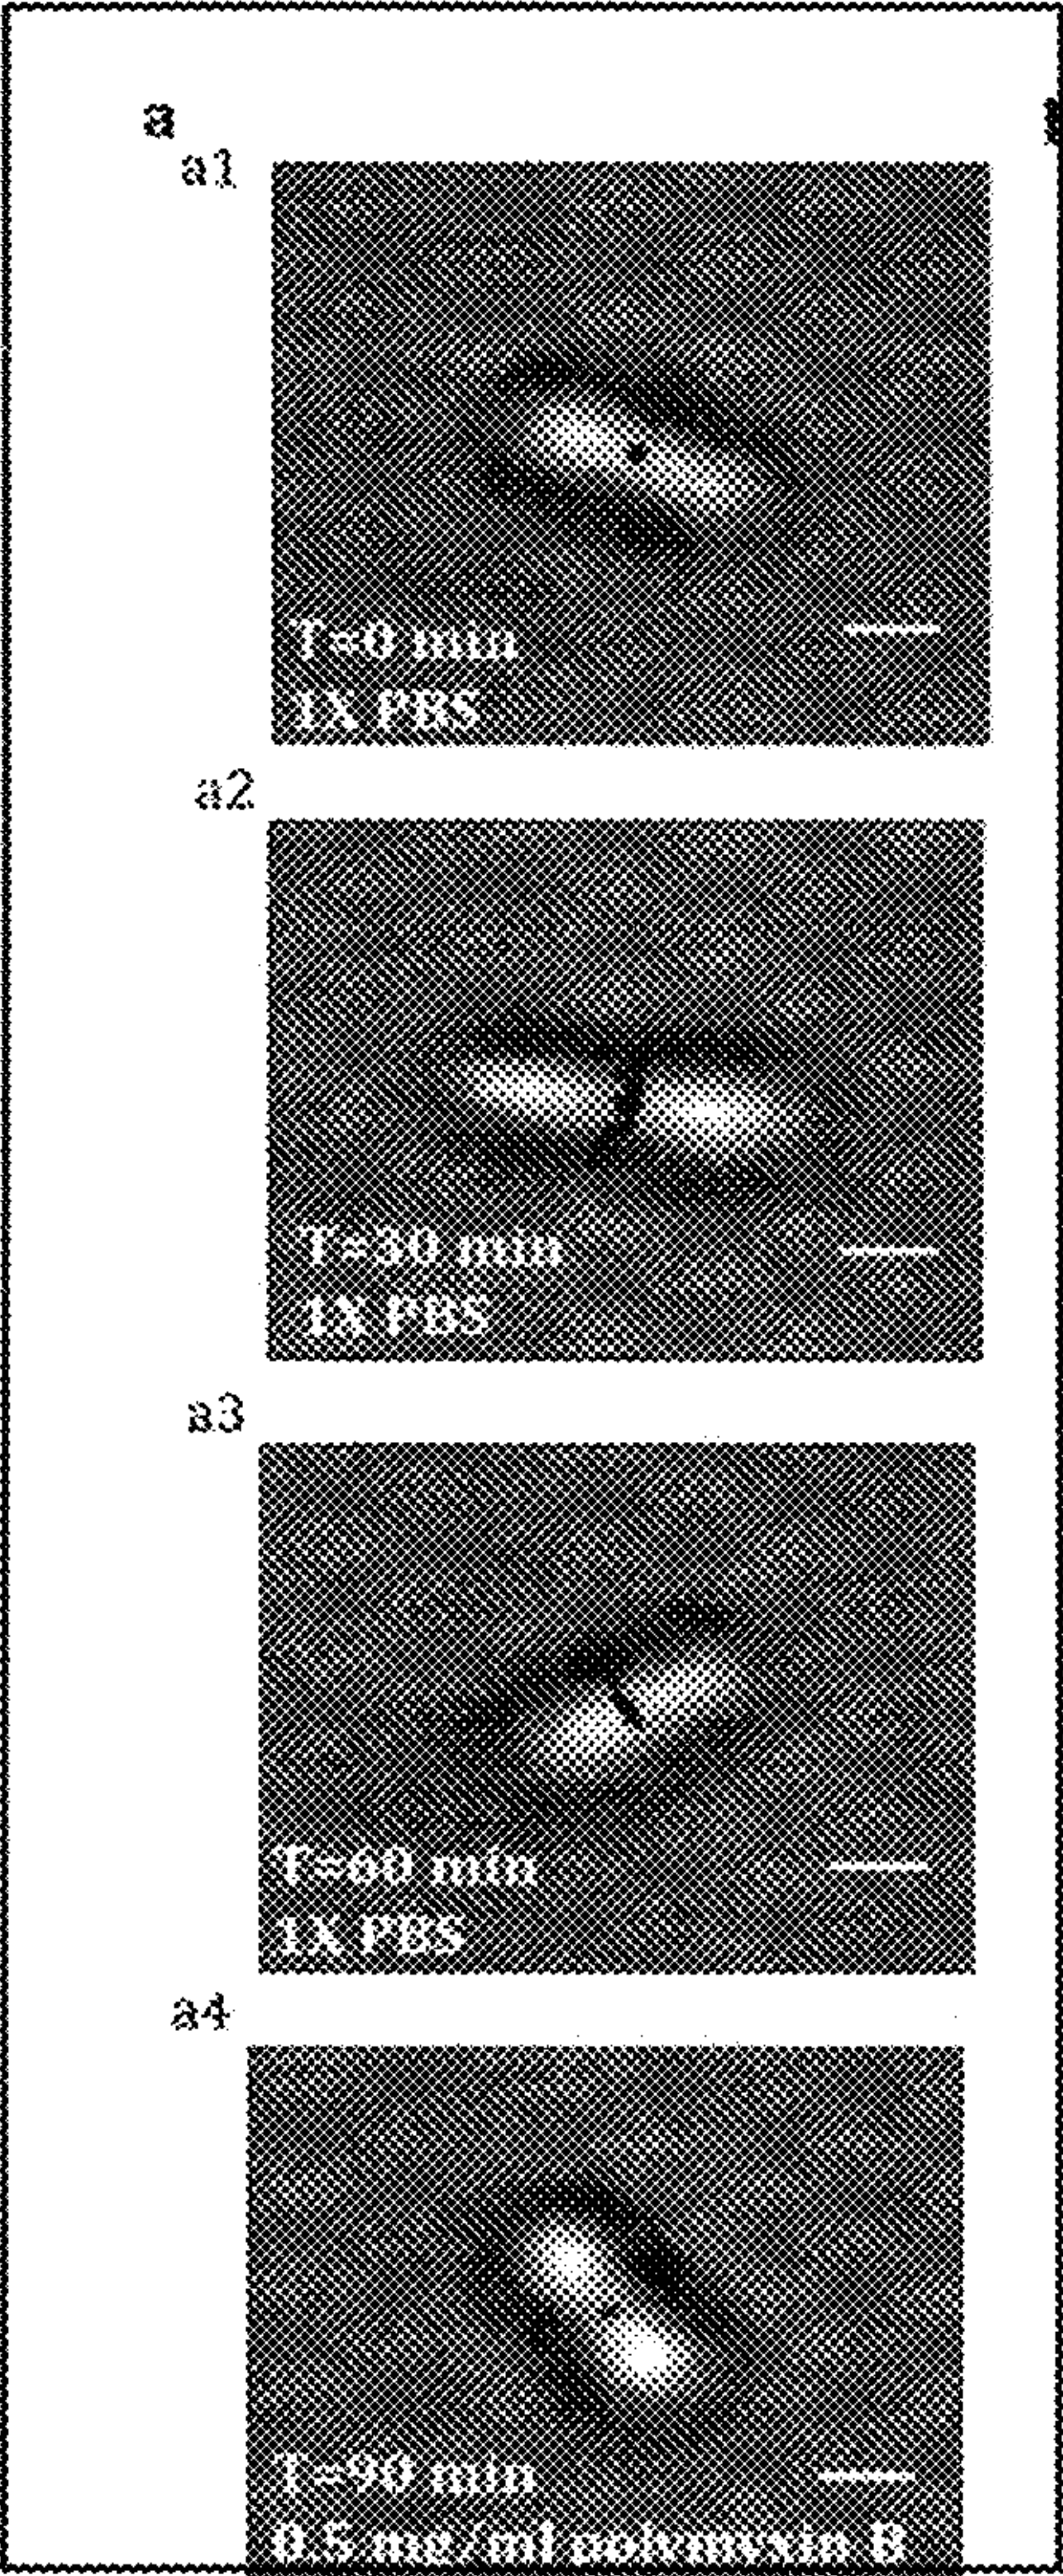 a
a1
T=0 min
1X PBS
a2
T=30 min
1X PBS
a3
T=60 min
1X PBS
a4
T=90 min
0.5 mg/ml polymyxin B